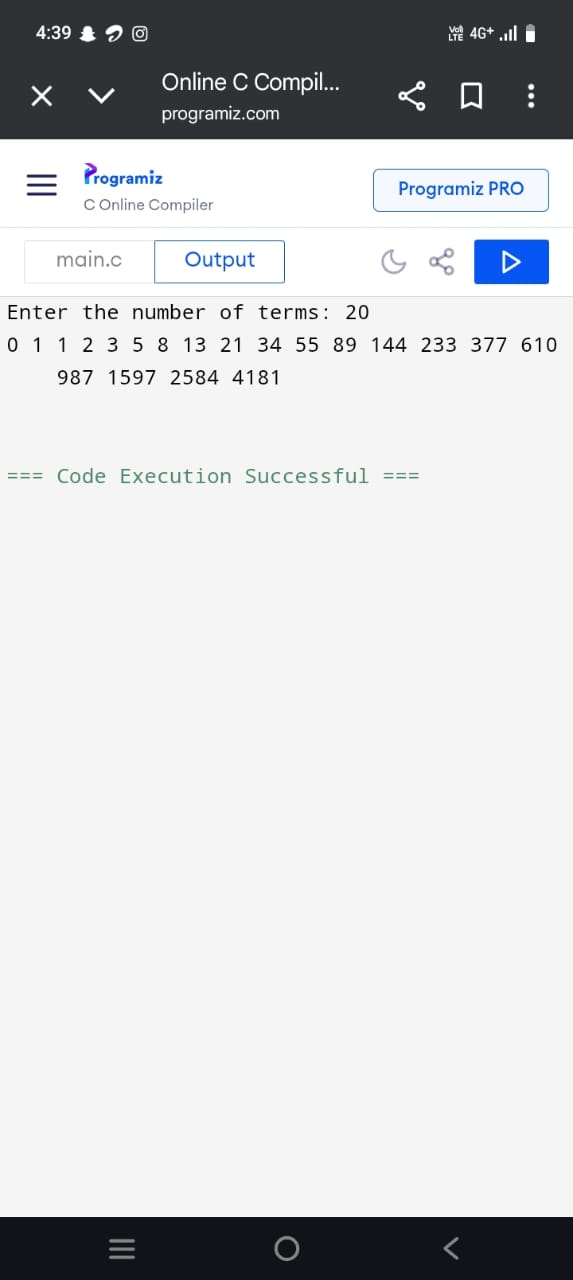 4:39 VoI LTE 4G+
Online C Compil...
programiz.com
Programiz
C Online Compiler
Programiz PRO
main.c Output
Enter the number of terms: 20
0 1 1 2 3 5 8 13 21 34 55 89 144 233 377 610
987 1597 2584 4181
=== Code Execution Successful ===